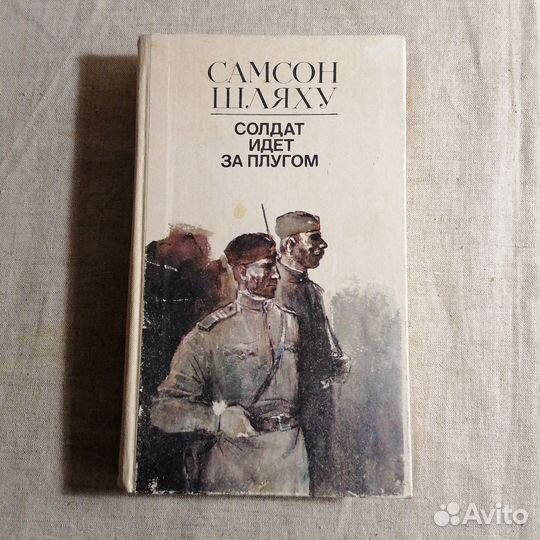 САМСОН
ШЛЯХУ
СОЛДАТ
ИДЕТ
ЗА ПЛУГОМ
Avito